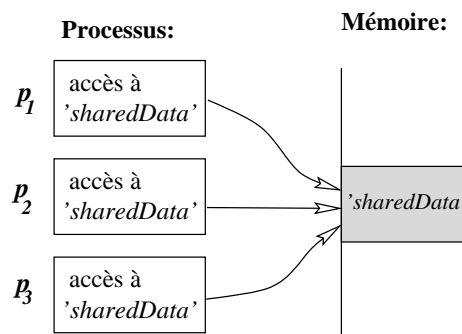 Processus:
Mémoire:
p1
accès à
'sharedData'
p2
accès à
'sharedData'
'sharedData
p3
accès à
'sharedData'